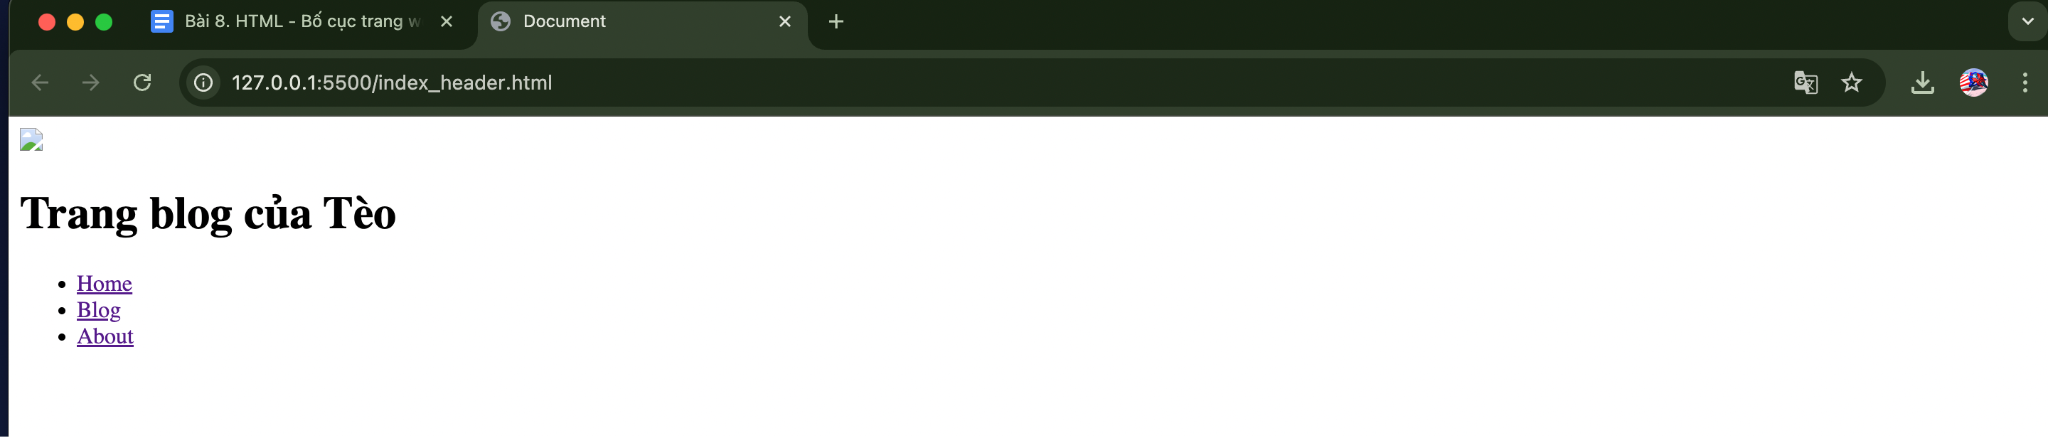 Bài 8. HTML - Bố cục trang w
Document
127.0.0.1:5500/index_header.html
Trang blog của Tèo
Home
Blog
About